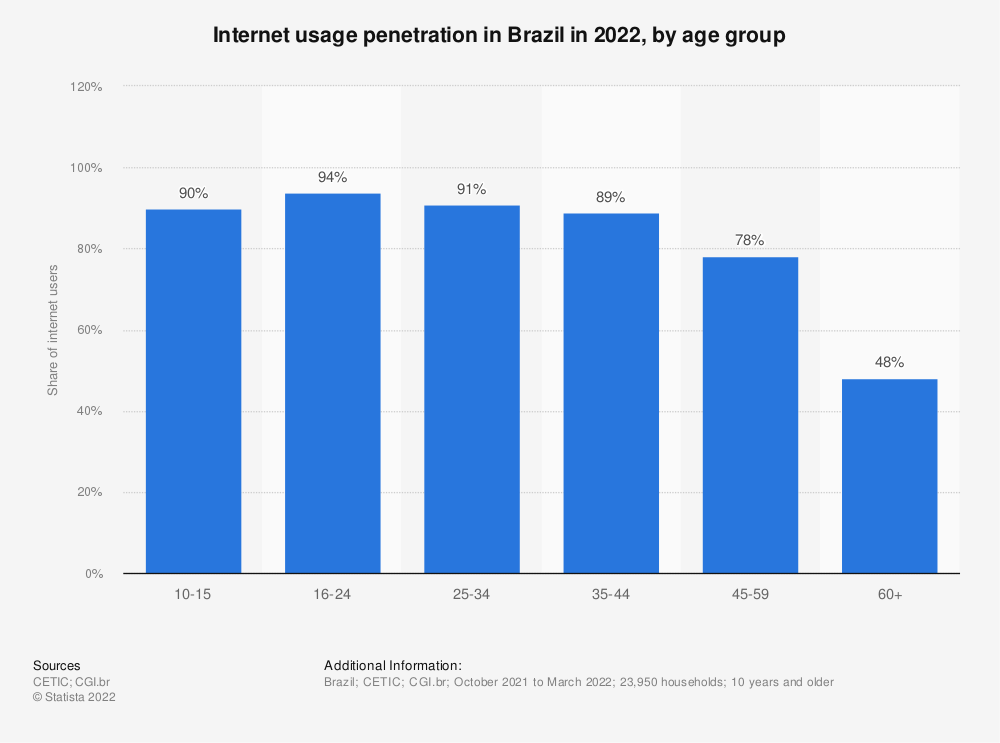 Internet usage penetration in Brazil in 2022, by age group
120%
100%
80%
60%
40%
20%
0%
Share of internet users
90%
94%
91%
89%
78%
48%
10-15
16-24
25-34
35-44
45-59
60+
Sources
CETIC; CGI.br
© Statista 2022
Additional Information:
Brazil; CETIC; CGI.br; October 2021 to March 2022; 23,950 households; 10 years and older